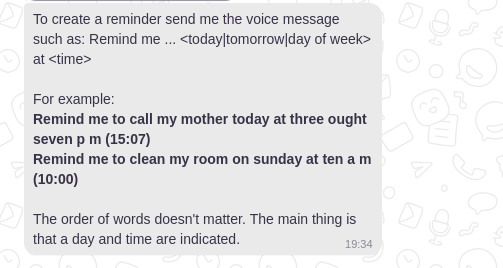 To create a reminder send me the voice message
such as: Remind me ... <today|tomorrow|day of week>
at <time>

For example:
Remind me to call my mother today at three ought
seven p m (15:07)
Remind me to clean my room on sunday at ten a m
(10:00)

The order of words doesn't matter. The main thing is
that a day and time are indicated.
19:34